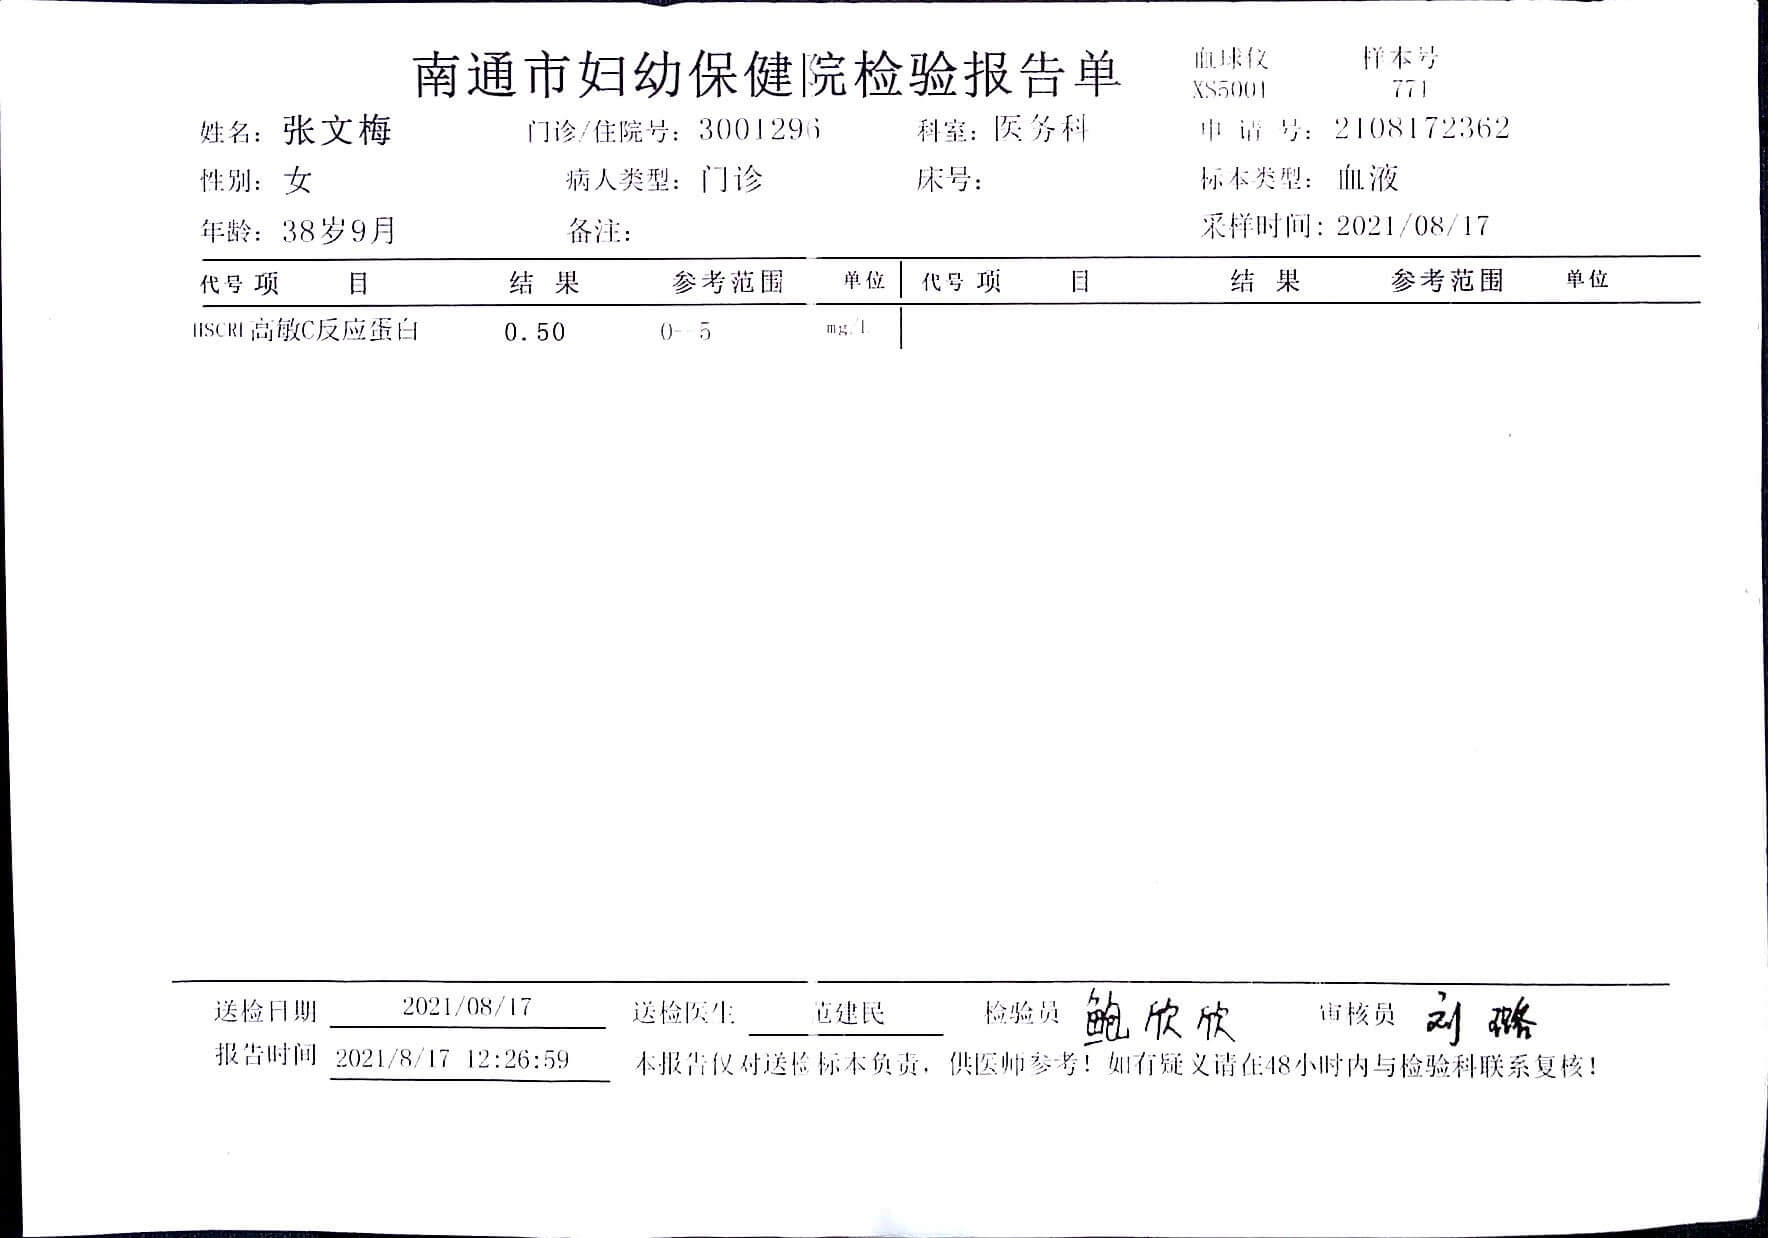 南通市妇幼保健院检验报告单
血球仪 样本号
XS5001 771
姓名：张文梅 门诊/住院号：3001296 科室：医务科 申请号：2108172362
性别：女 病人类型：门诊 床号： 标本类型：血液
年龄：38岁9月 备注： 采样时间：2021/08/17
代号 项目 结果 参考范围 单位 代号 项目 结果 参考范围 单位
HSCRP 高敏C反应蛋白 0.50 0--5 mg/L
送检日期 2021/08/17 送检医生 范建民 检验员 鲍欣欣 审核员 刘璐
报告时间 2021/8/17 12:26:59 本报告仅对送检标本负责，供医师参考！如有疑义请在48小时内与检验科联系复核！